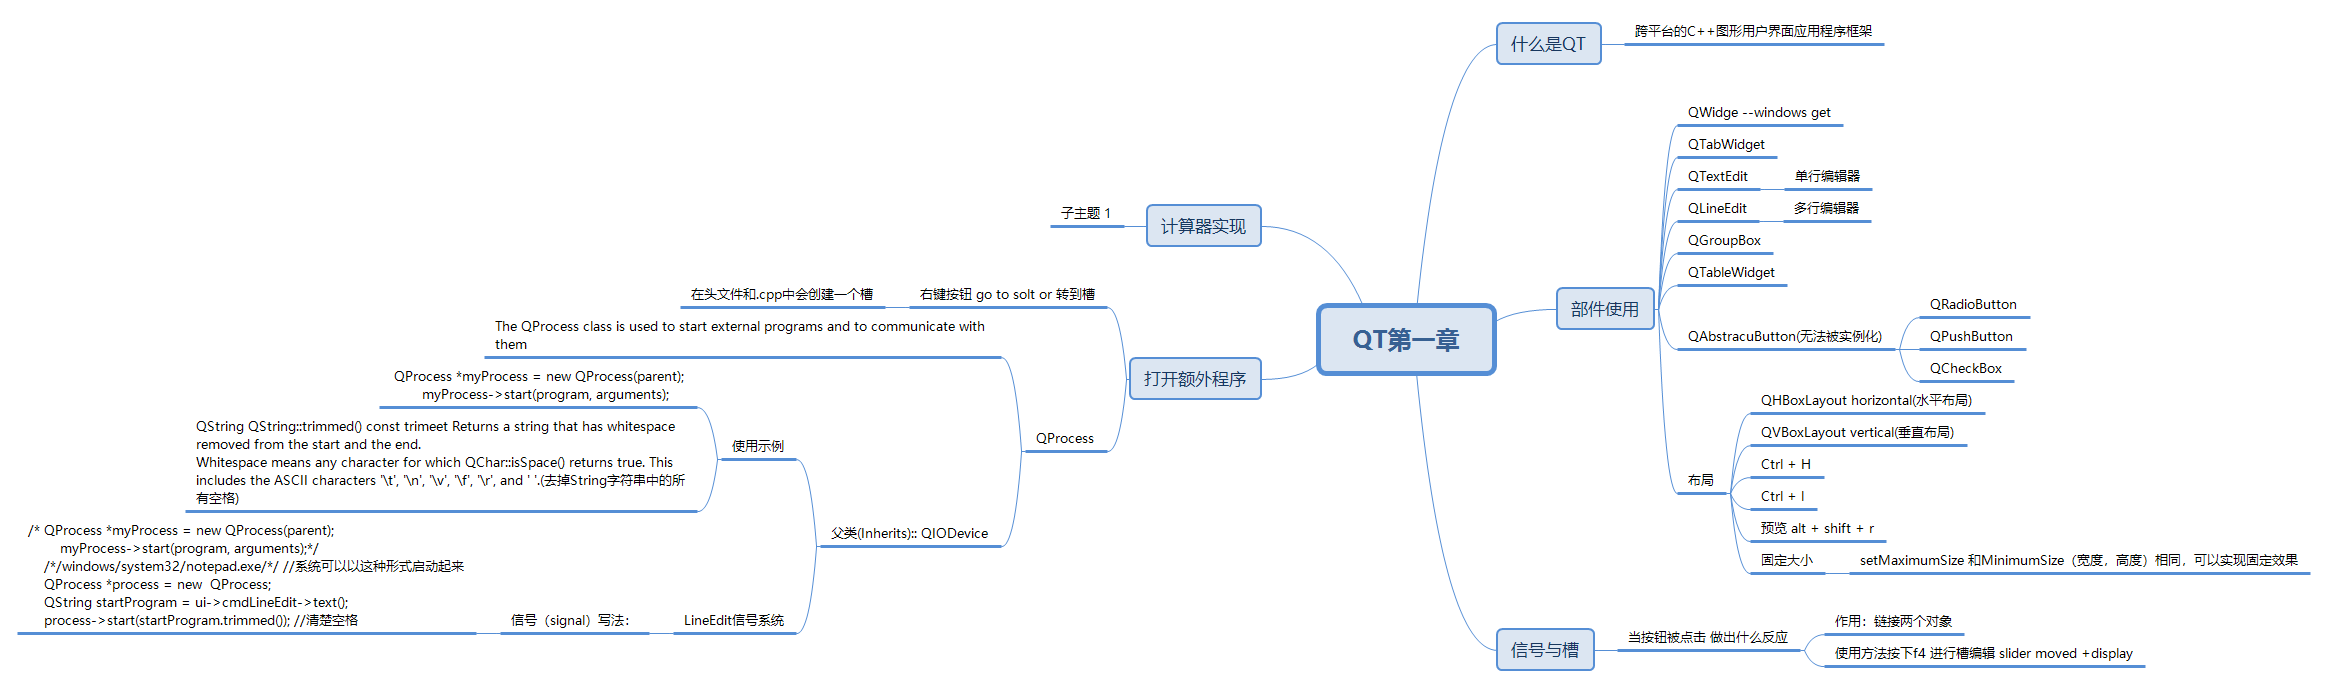 QT第一章
什么是QT
跨平台的C++图形用户界面应用程序框架
部件使用
QWidge --windows get
QTabWidget
QTextEdit
单行编辑器
QLineEdit
多行编辑器
QGroupBox
QTableWidget
QAbstracuButton(无法被实例化)
QRadioButton
QPushButton
QCheckBox
布局
QHBoxLayout horizontal(水平布局)
QVBoxLayout vertical(垂直布局)
Ctrl + H
Ctrl + l
预览 alt + shift + r
固定大小
setMaximumSize 和MinimumSize（宽度，高度）相同，可以实现固定效果
信号与槽
当按钮被点击 做出什么反应
作用：链接两个对象
使用方法按下f4 进行槽编辑 slider moved +display
计算器实现
子主题 1
打开额外程序
右键按钮 go to solt or 转到槽
在头文件和.cpp中会创建一个槽
QProcess
The QProcess class is used to start external programs and to communicate with
them
父类(Inherits):: QIODevice
使用示例
QProcess *myProcess = new QProcess(parent);
myProcess->start(program, arguments);
QString QString::trimmed() const trimeet Returns a string that has whitespace
removed from the start and the end.
Whitespace means any character for which QChar::isSpace() returns true. This
includes the ASCII characters '\t', '\n', '\v', '\f', '\r', and ' '.(去掉String字符串中的所
有空格)
LineEdit信号系统
信号（signal）写法：
/* QProcess *myProcess = new QProcess(parent);
myProcess->start(program, arguments);*/
/*/windows/system32/notepad.exe/*/ //系统可以以这种形式启动起来
QProcess *process = new  QProcess;
QString startProgram = ui->cmdLineEdit->text();
process->start(startProgram.trimmed()); //清楚空格